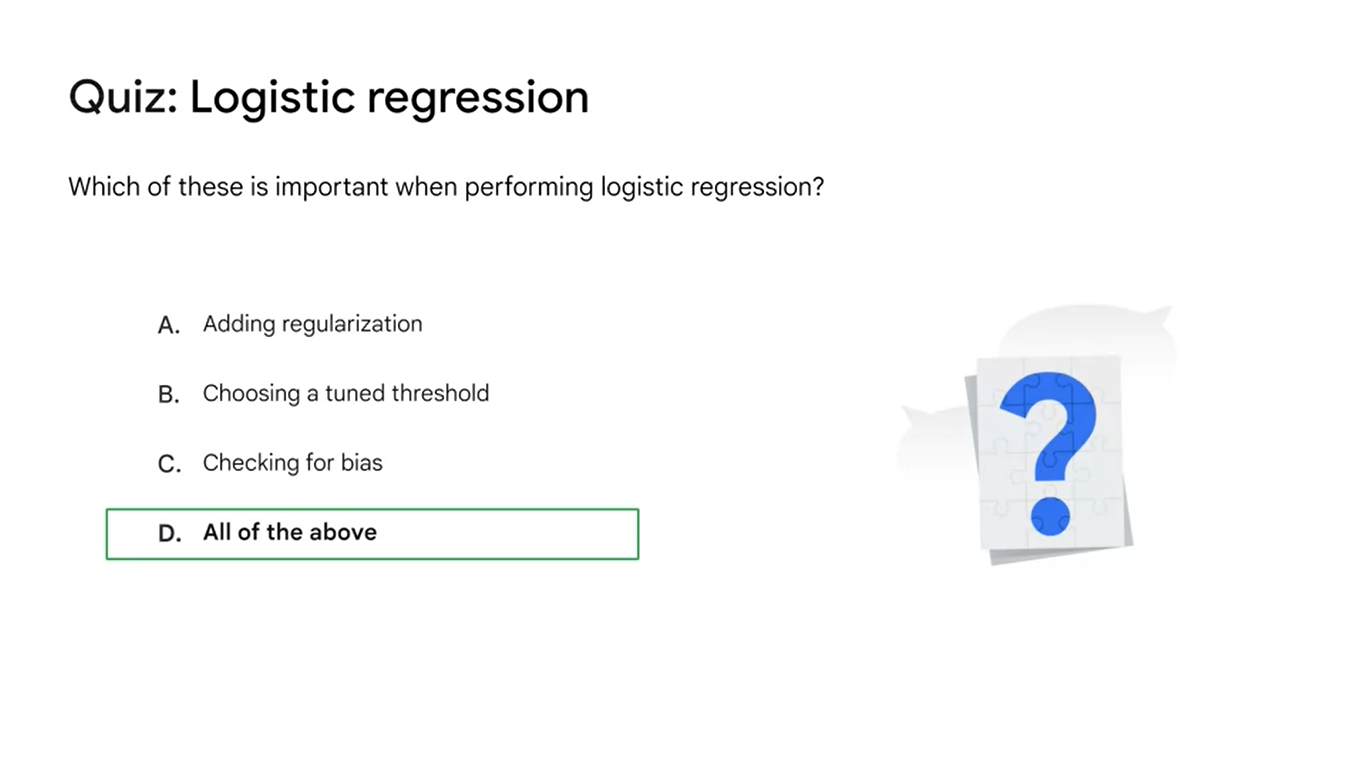 Quiz: Logistic regression
Which of these is important when performing logistic regression?
A. Adding regularization
B. Choosing a tuned threshold
C. Checking for bias
D. All of the above
?